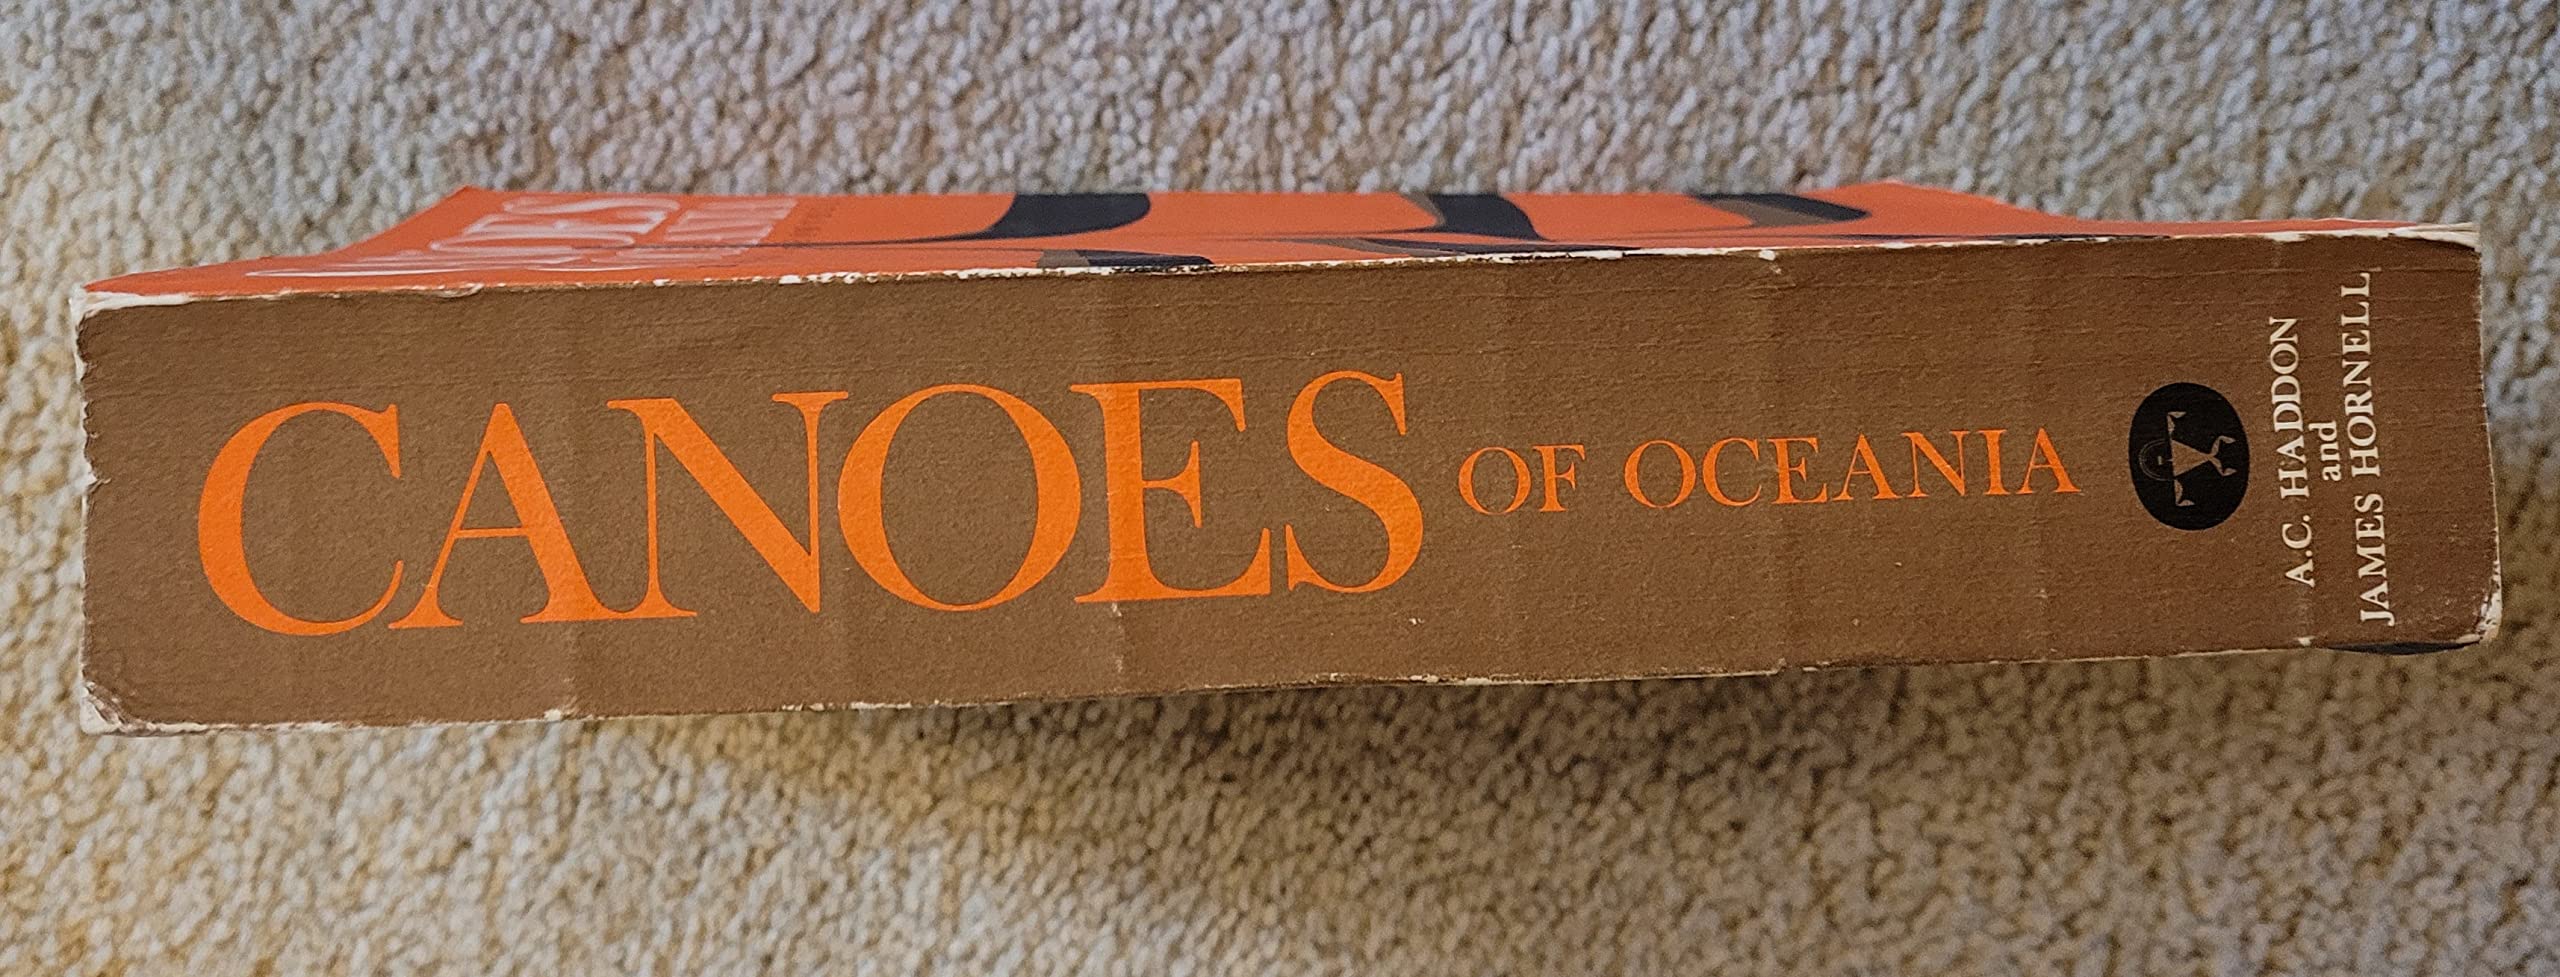 CANOES OF OCEANIA
A.C. HADDON
and
JAMES HORNELL